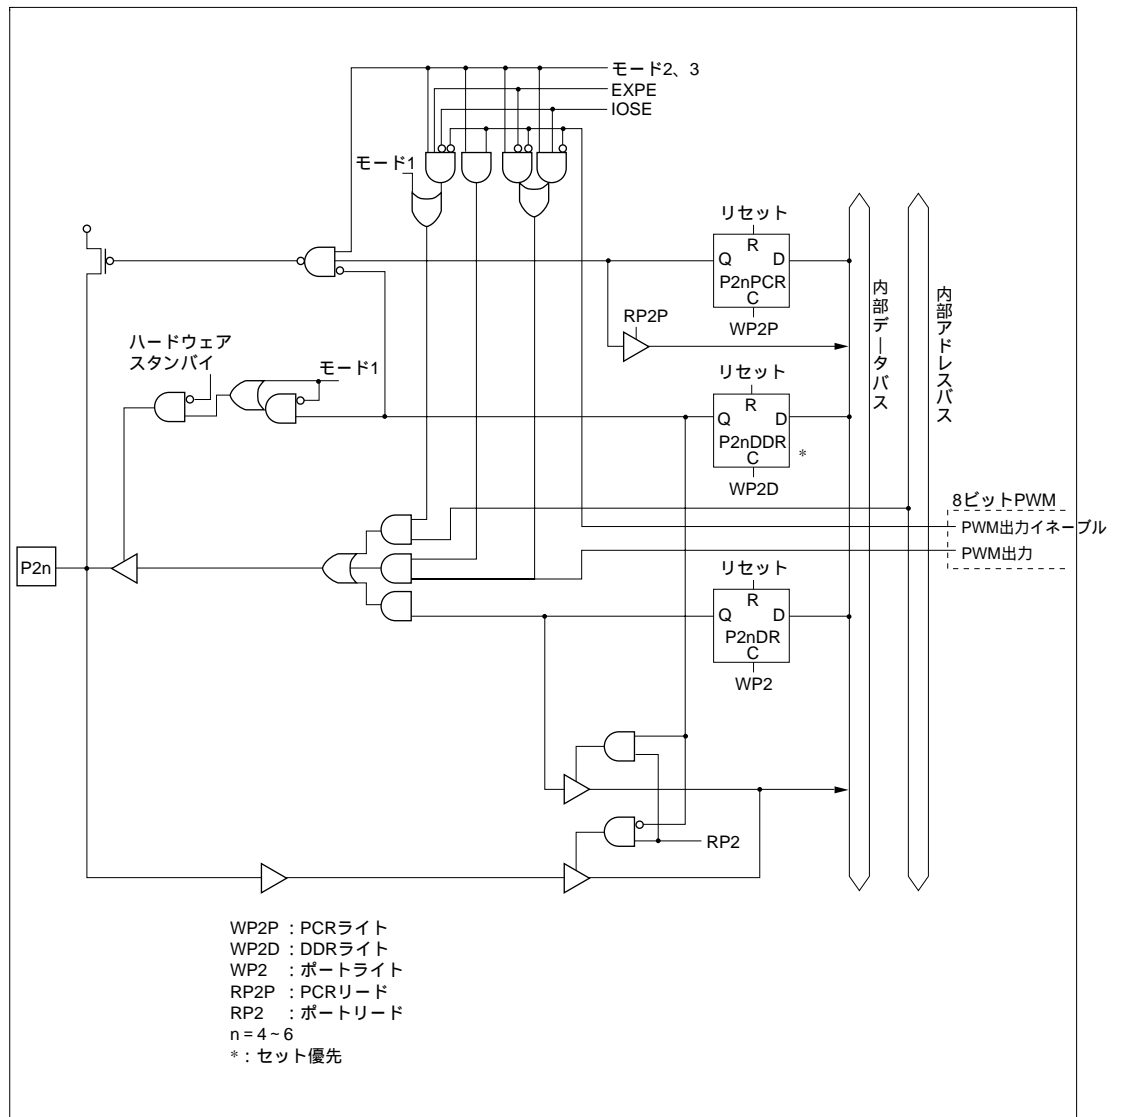 モード2、3
EXPE
IOSE
モード1
リセット
R
Q
D
P2nPCR
C
WP2P
RP2P
内部データバス
内部アドレスバス
ハードウェア
スタンバイ
モード1
リセット
R
Q
D
P2nDDR
C
*
WP2D
8ビットPWM
PWM出力イネーブル
PWM出力
P2n
リセット
R
Q
D
P2nDR
C
WP2
RP2
WP2P : PCRライト
WP2D : DDRライト
WP2 : ポートライト
RP2P : PCRリード
RP2 : ポートリード
n = 4 ~ 6
* : セット優先